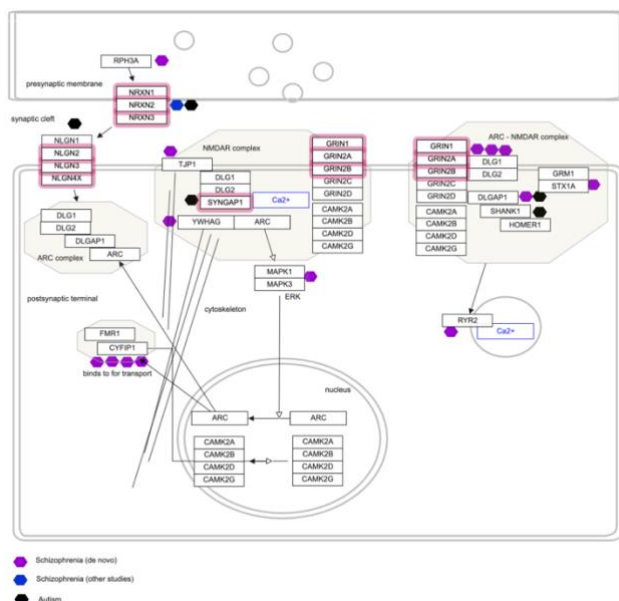 RPH3A
presynaptic membrane
NRXN1
NRXN2
NRXN3
synaptic cleft
NLGN1
NLGN2
NLGN3
NLGN4X
NMDAR complex
TJP1
DLG1
DLG2
SYNGAP1
Ca2+
YWHAG
ARC
GRIN1
GRIN2A
GRIN2B
GRIN2C
GRIN2D
CAMK2A
CAMK2B
CAMK2D
CAMK2G
ARC - NMDAR complex
GRIN1
GRIN2A
GRIN2B
GRIN2C
GRIN2D
CAMK2A
CAMK2B
CAMK2D
CAMK2G
DLG1
DLG2
GRM1
STX1A
DLGAP1
SHANK1
HOMER1
DLG1
DLG2
DLGAP1
ARC
ARC complex
MAPK1
MAPK3
ERK
RYR2
Ca2+
postsynaptic terminal
cytoskeleton
FMR1
CYFIP1
binds to for transport
nucleus
ARC
ARC
CAMK2A
CAMK2B
CAMK2D
CAMK2G
CAMK2A
CAMK2B
CAMK2D
CAMK2G
Schizophrenia (de novo)
Schizophrenia (other studies)
Autism